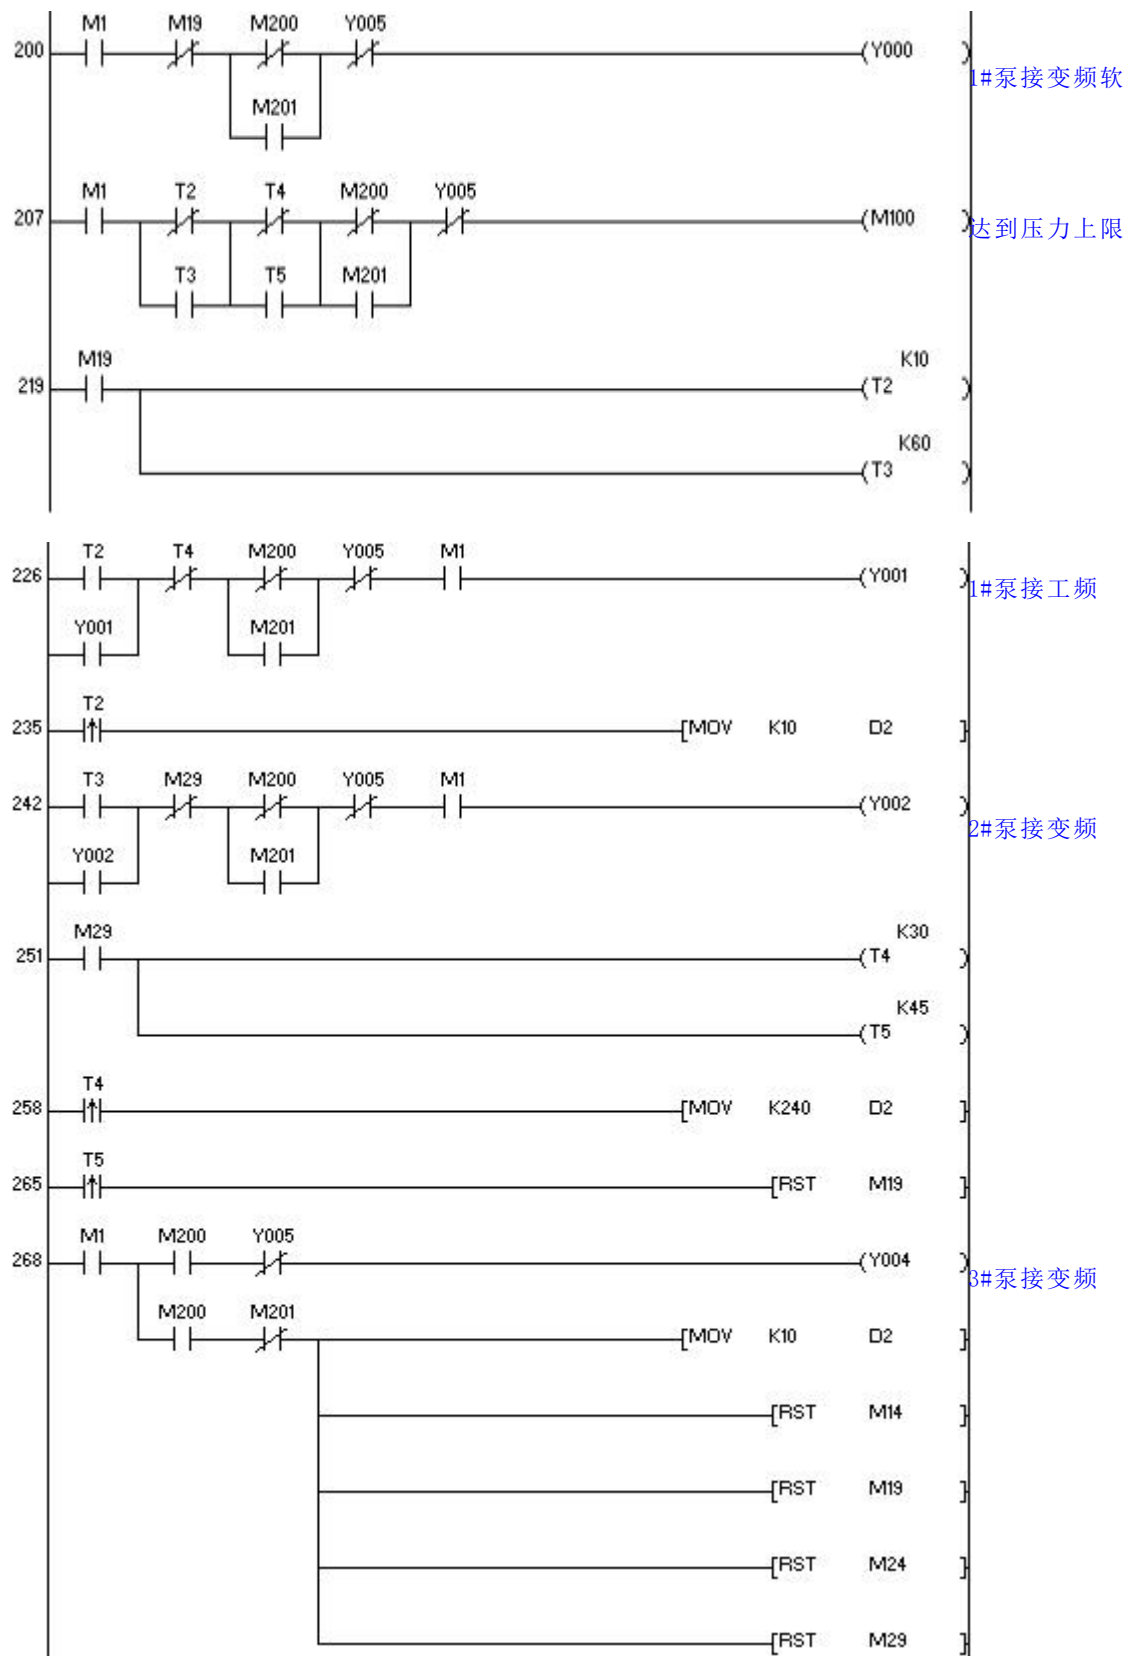 M1 M19 M200 Y005
200 (Y000 )
1#泵接变频软
M201
M1 T2 T4 M200 Y005
207 (M100 )
达到压力上限
T3 T5 M201
M19 K10
219 (T2 )
K60
(T3 )
T2 T4 M200 Y005 M1
226 (Y001 )
1#泵接工频
Y001 M201
T2
235 [MOV K10 D2 ]
T3 M29 M200 Y005 M1
242 (Y002 )
2#泵接变频
Y002 M201
M29 K30
251 (T4 )
K45
(T5 )
T4
258 [MOV K240 D2 ]
T5
265 [RST M19 ]
M1 M200 Y005
268 (Y004 )
3#泵接变频
M200 M201
[MOV K10 D2 ]
[RST M14 ]
[RST M19 ]
[RST M24 ]
[RST M29 ]